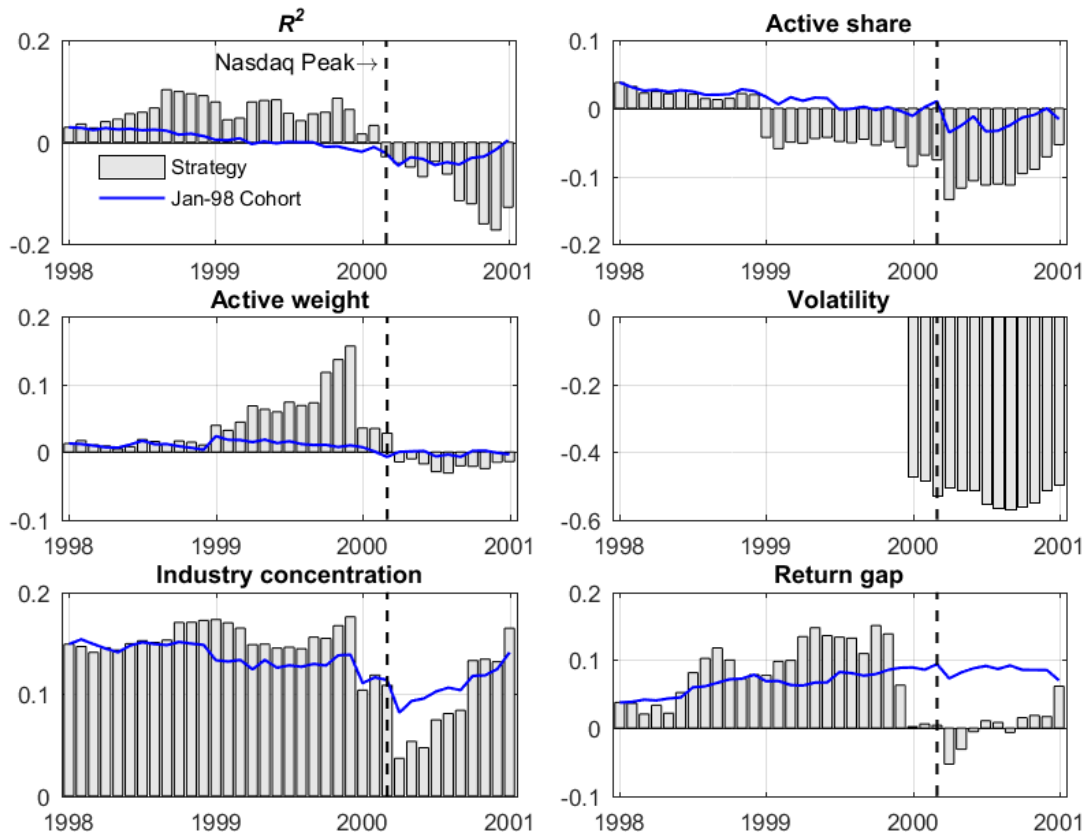 R²
0.2
0
-0.2
1998 1999 2000 2001
Nasdaq Peak→
Strategy
Jan-98 Cohort
Active share
0.1
0
-0.1
-0.2
1998 1999 2000 2001
Active weight
0.2
0.1
0
-0.1
1998 1999 2000 2001
Volatility
0
-0.2
-0.4
-0.6
1998 1999 2000 2001
Industry concentration
0.2
0.1
0
1998 1999 2000 2001
Return gap
0.2
0.1
0
-0.1
1998 1999 2000 2001